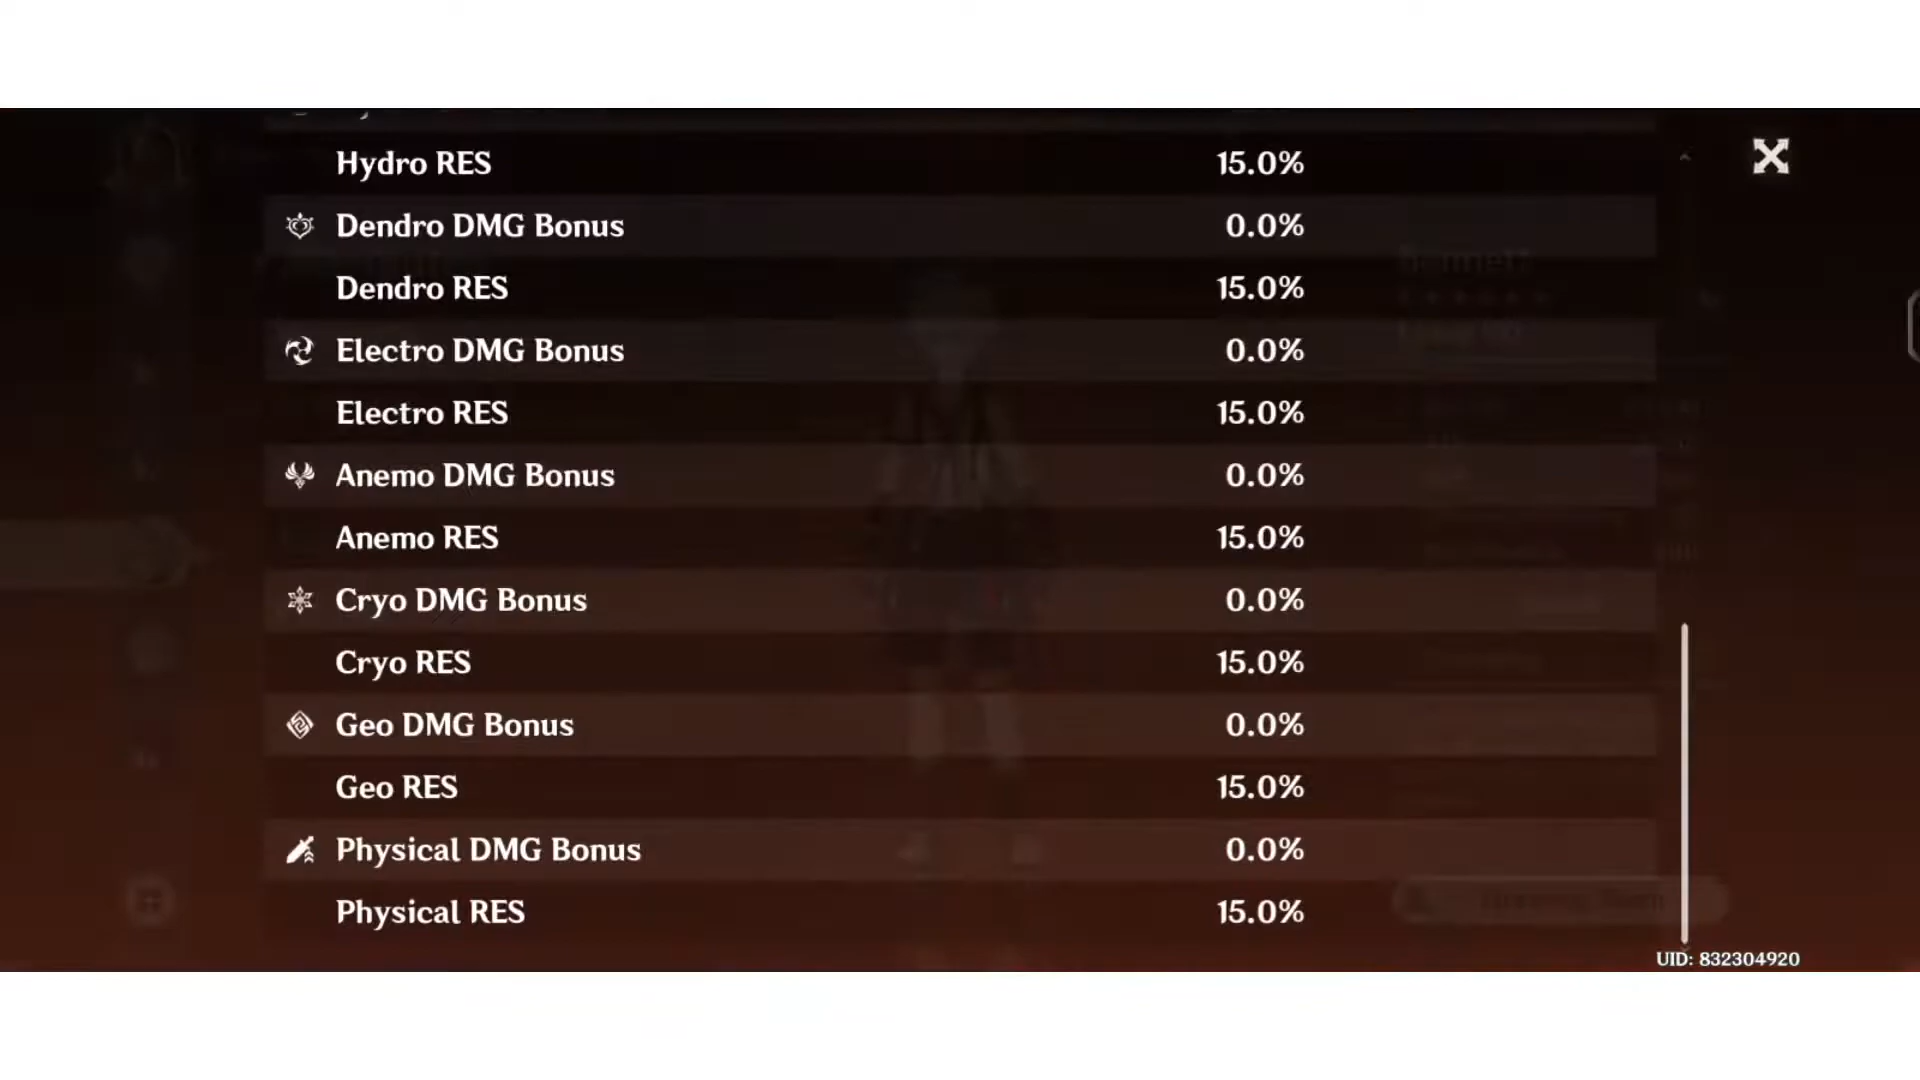 Hydro RES 15.0%
Dendro DMG Bonus 0.0%
Dendro RES 15.0%
Electro DMG Bonus 0.0%
Electro RES 15.0%
Anemo DMG Bonus 0.0%
Anemo RES 15.0%
Cryo DMG Bonus 0.0%
Cryo RES 15.0%
Geo DMG Bonus 0.0%
Geo RES 15.0%
Physical DMG Bonus 0.0%
Physical RES 15.0%
UID: 832304920